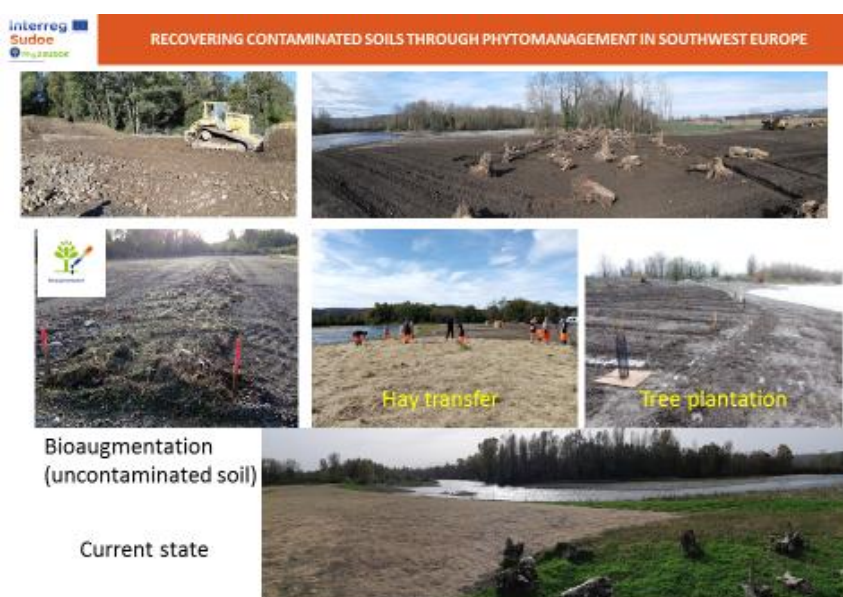 Interreg
Sudoe
RECOVERING CONTAMINATED SOILS THROUGH PHYTOMANAGEMENT IN SOUTHWEST EUROPE
Hay transfer
Tree plantation
Bioaugmentation
(uncontaminated soil)
Current state